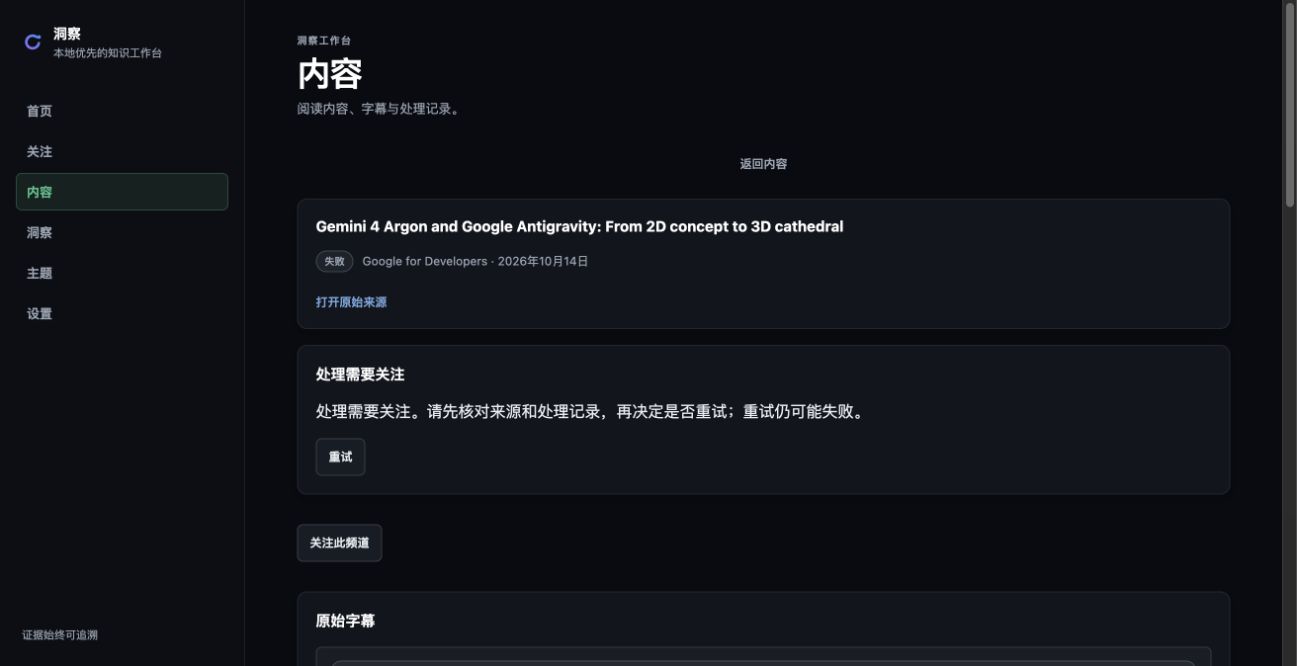 洞察
本地优先的知识工作台
首页
关注
内容
洞察
主题
设置
证据始终可追溯
洞察工作台
内容
阅读内容、字幕与处理记录。
返回内容
Gemini 4 Argon and Google Antigravity: From 2D concept to 3D cathedral
失败 Google for Developers · 2026年10月14日
打开原始来源
处理需要关注
处理需要关注。请先核对来源和处理记录，再决定是否重试；重试仍可能失败。
重试
关注此频道
原始字幕